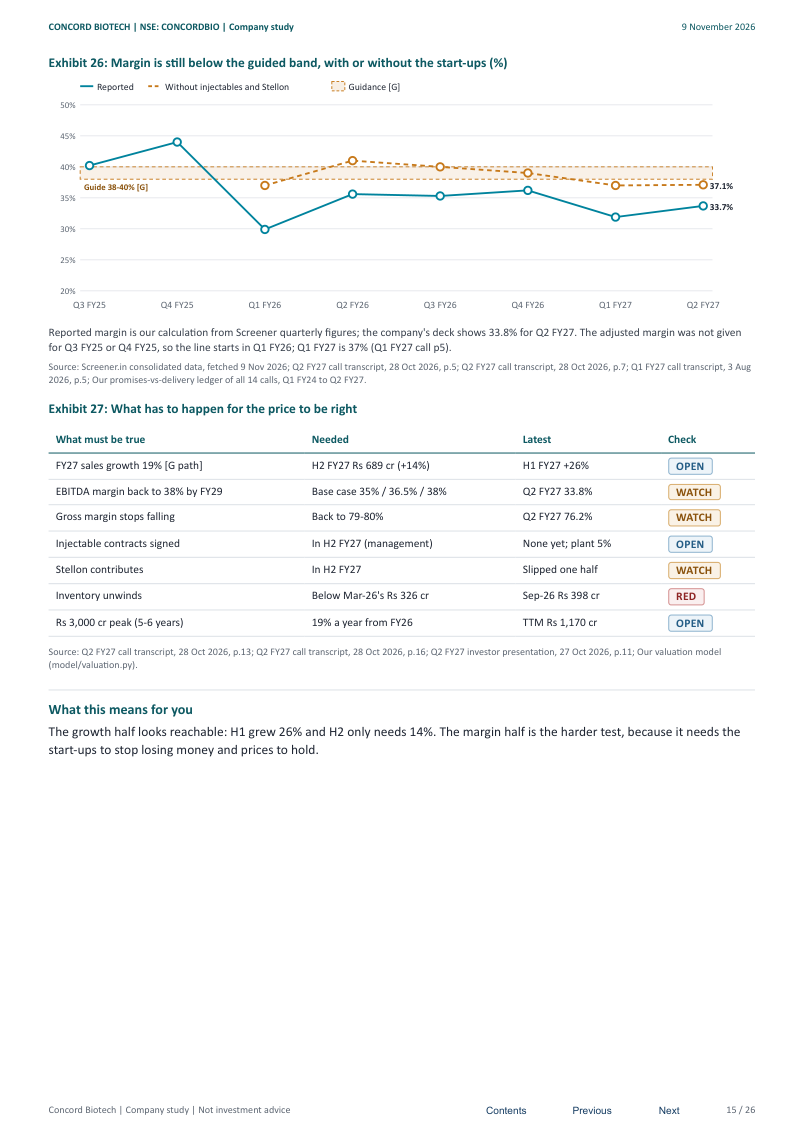 CONCORD BIOTECH | NSE: CONCORDBIO | Company study 9 November 2026
Exhibit 26: Margin is still below the guided band, with or without the start-ups (%)
Reported Without injectables and Stellon Guidance [G]
50%
45%
40%
35%
30%
25%
20%
Guide 38-40% [G]
37.1%
33.7%
Q3 FY25 Q4 FY25 Q1 FY26 Q2 FY26 Q3 FY26 Q4 FY26 Q1 FY27 Q2 FY27
Reported margin is our calculation from Screener quarterly figures; the company's deck shows 33.8% for Q2 FY27. The adjusted margin was not given
for Q3 FY25 or Q4 FY25, so the line starts in Q1 FY26; Q1 FY27 is 37% (Q1 FY27 call p5).
Source: Screener.in consolidated data, fetched 9 Nov 2026; Q2 FY27 call transcript, 28 Oct 2026, p.5; Q2 FY27 call transcript, 28 Oct 2026, p.7; Q1 FY27 call transcript, 3 Aug
2026, p.5; Our promises-vs-delivery ledger of all 14 calls, Q1 FY24 to Q2 FY27.
Exhibit 27: What has to happen for the price to be right
What must be true Needed Latest Check
FY27 sales growth 19% [G path] H2 FY27 Rs 689 cr (+14%) H1 FY27 +26% OPEN
EBITDA margin back to 38% by FY29 Base case 35% / 36.5% / 38% Q2 FY27 33.8% WATCH
Gross margin stops falling Back to 79-80% Q2 FY27 76.2% WATCH
Injectable contracts signed In H2 FY27 (management) None yet; plant 5% OPEN
Stellon contributes In H2 FY27 Slipped one half WATCH
Inventory unwinds Below Mar-26's Rs 326 cr Sep-26 Rs 398 cr RED
Rs 3,000 cr peak (5-6 years) 19% a year from FY26 TTM Rs 1,170 cr OPEN
Source: Q2 FY27 call transcript, 28 Oct 2026, p.13; Q2 FY27 call transcript, 28 Oct 2026, p.16; Q2 FY27 investor presentation, 27 Oct 2026, p.11; Our valuation model
(model/valuation.py).
What this means for you
The growth half looks reachable: H1 grew 26% and H2 only needs 14%. The margin half is the harder test, because it needs the
start-ups to stop losing money and prices to hold.
Concord Biotech | Company study | Not investment advice Contents Previous Next 15 / 26